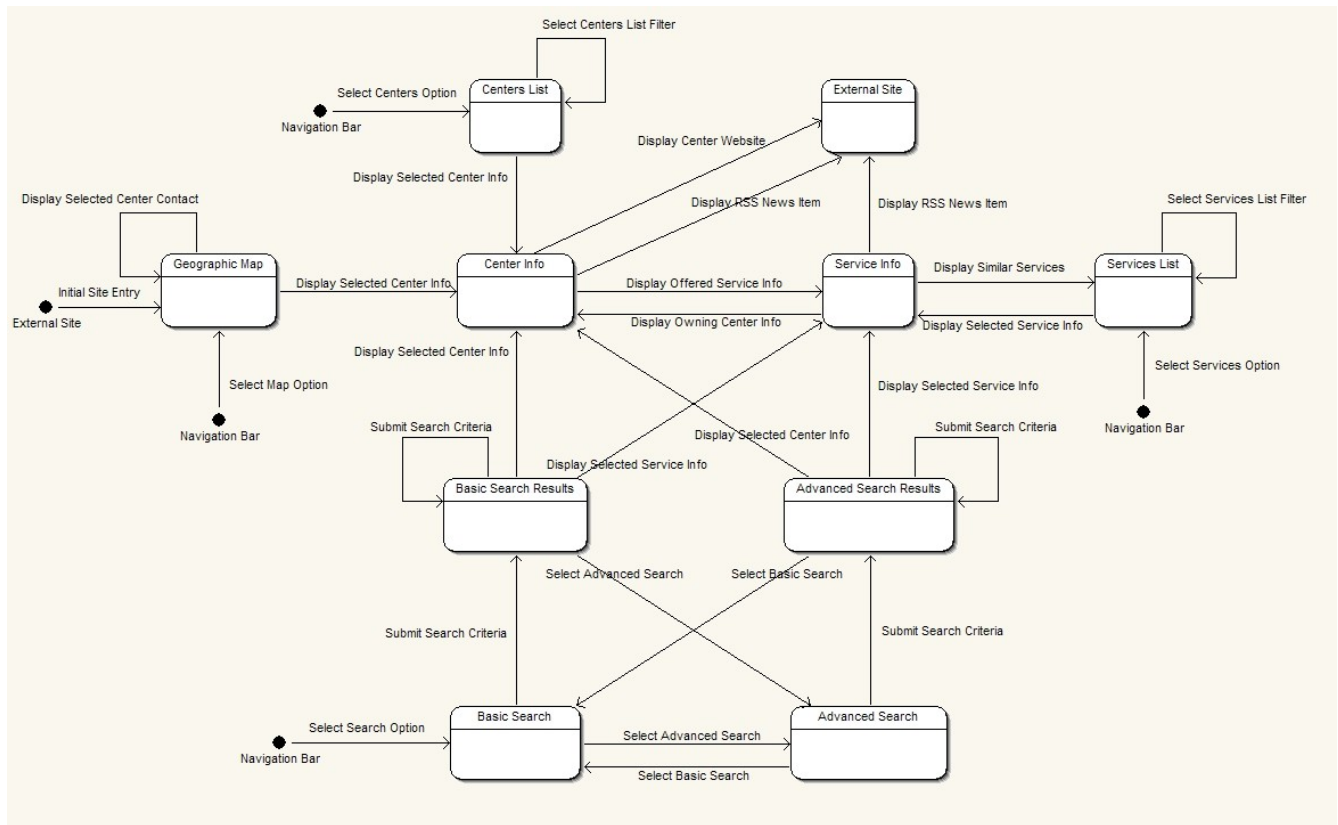 Select Centers List Filter
Centers List
External Site
Select Centers Option
Navigation Bar
Display Center Website
Display Selected Center Info
Display Selected Center Contact
Display RSS News Item
Display RSS News Item
Select Services List Filter
Geographic Map
Center Info
Service Info
Services List
Display Similar Services
Initial Site Entry
External Site
Display Selected Center Info
Display Offered Service Info
Display Owning Center Info
Display Selected Service Info
Display Selected Center Info
Select Map Option
Navigation Bar
Display Selected Service Info
Select Services Option
Navigation Bar
Submit Search Criteria
Display Selected Center Info
Submit Search Criteria
Display Selected Service Info
Basic Search Results
Advanced Search Results
Select Advanced Search
Select Basic Search
Submit Search Criteria
Submit Search Criteria
Basic Search
Advanced Search
Select Search Option
Navigation Bar
Select Advanced Search
Select Basic Search